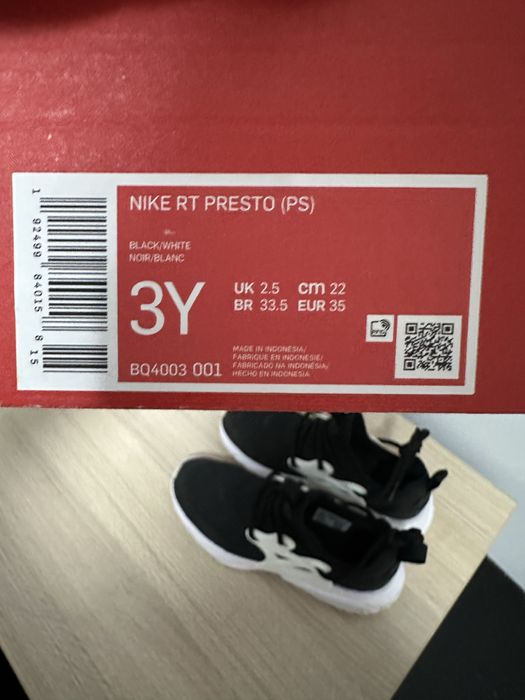 NIKE RT PRESTO (PS)
BLACK/WHITE
NOIR/BLANC
3Y
UK 2.5 cm 22
BR 33.5 EUR 35
BQ4003 001
MADE IN INDONESIA/
FABRIQUE EN INDONESIE/
FABRICADO NA INDONESIA/
HECHO EN INDONESIA
1 92499 84015 8 15